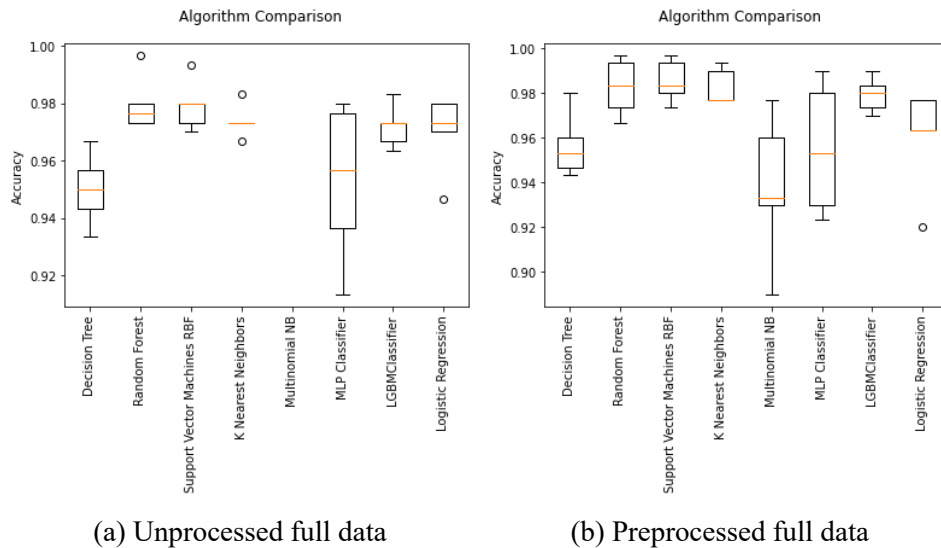 Algorithm Comparison
1.00
0.98
0.96
0.94
0.92
Accuracy
Decision Tree
Random Forest
Support Vector Machines RBF
K Nearest Neighbors
Multinomial NB
MLP Classifier
LGBMClassifier
Logistic Regression
(a) Unprocessed full data
Algorithm Comparison
1.00
0.98
0.96
0.94
0.92
0.90
Accuracy
Decision Tree
Random Forest
Support Vector Machines RBF
K Nearest Neighbors
Multinomial NB
MLP Classifier
LGBMClassifier
Logistic Regression
(b) Preprocessed full data